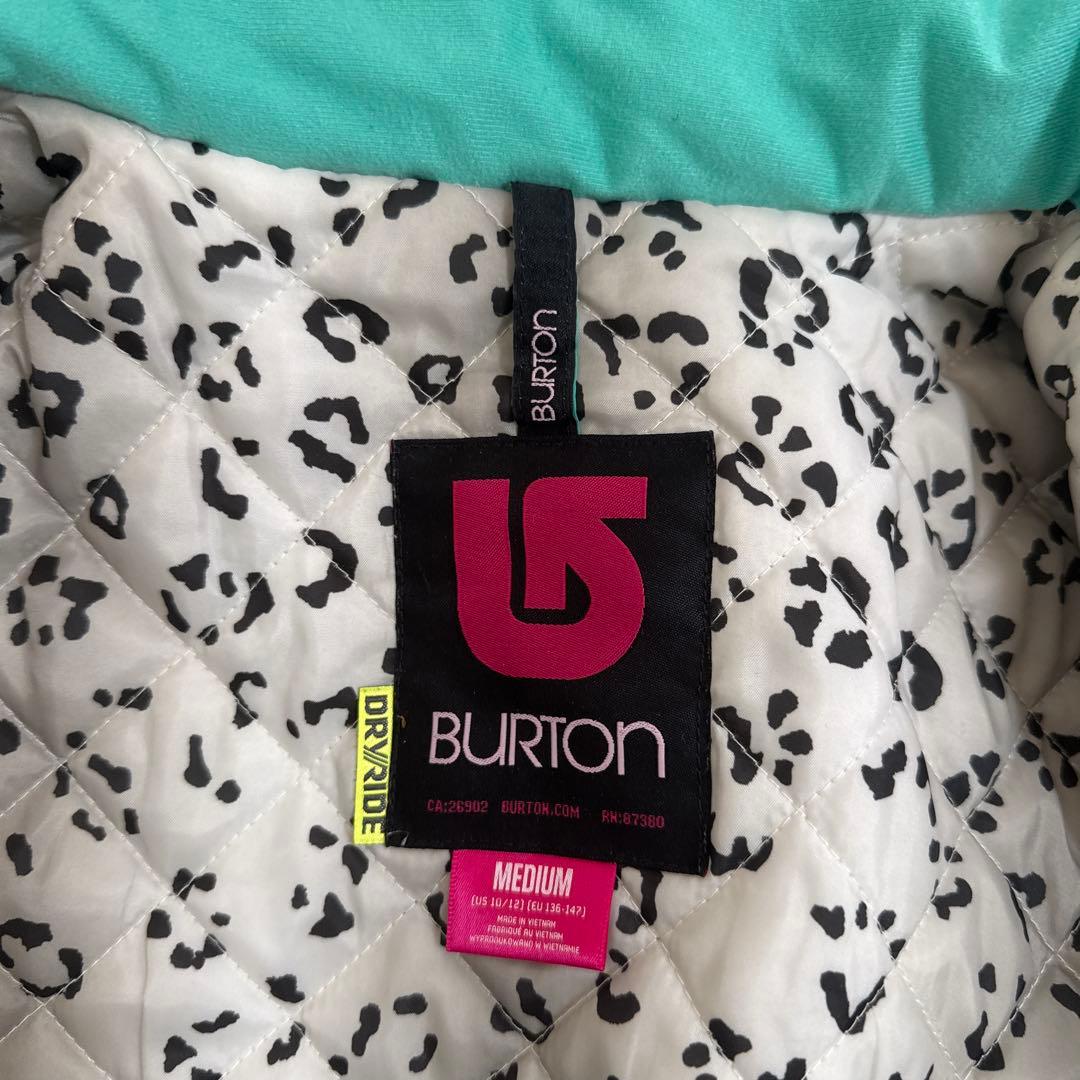 BURTON
BURTON
DRY//RIDE
CA:26902 BURTON.COM RN:87380
MEDIUM
(US 10/12) (EU 136-147)
MADE IN VIETNAM
FABRIQUÉ AU VIETNAM
WYPRODUKOWANO W WIETNAMIE